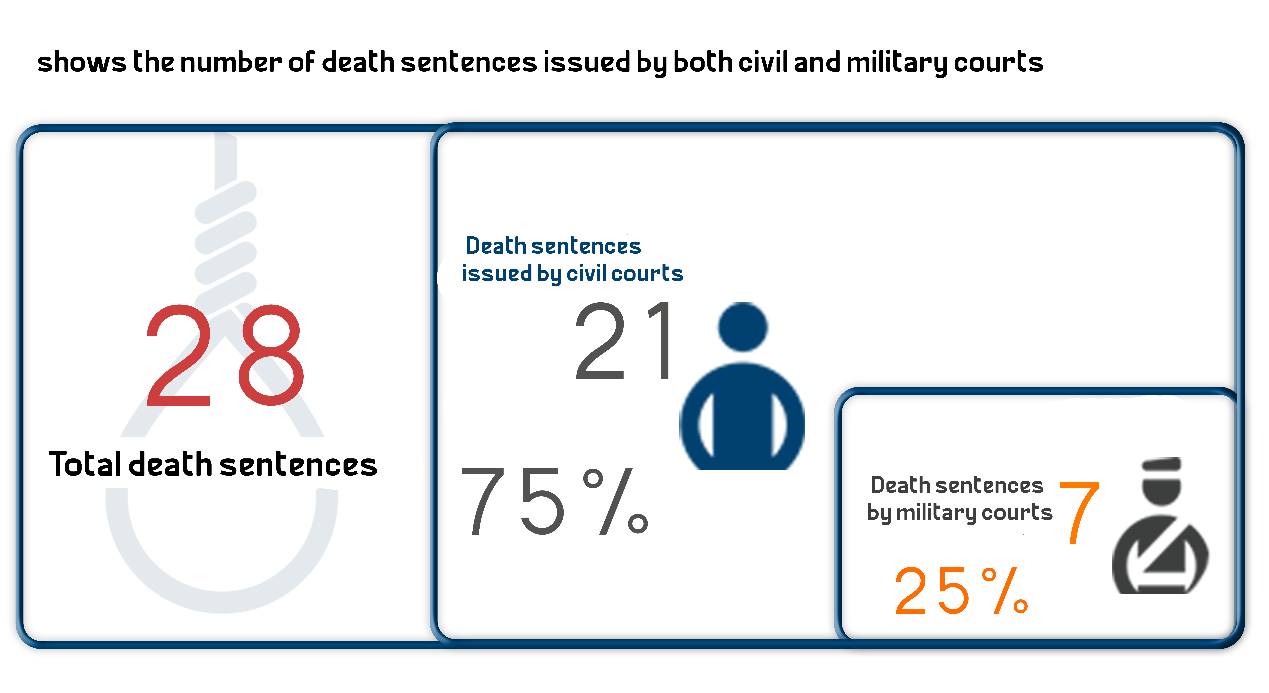 shows the number of death sentences issued by both civil and military courts
28
Total death sentences
Death sentences
issued by civil courts
21
75%
Death sentences
by military courts
7
25%